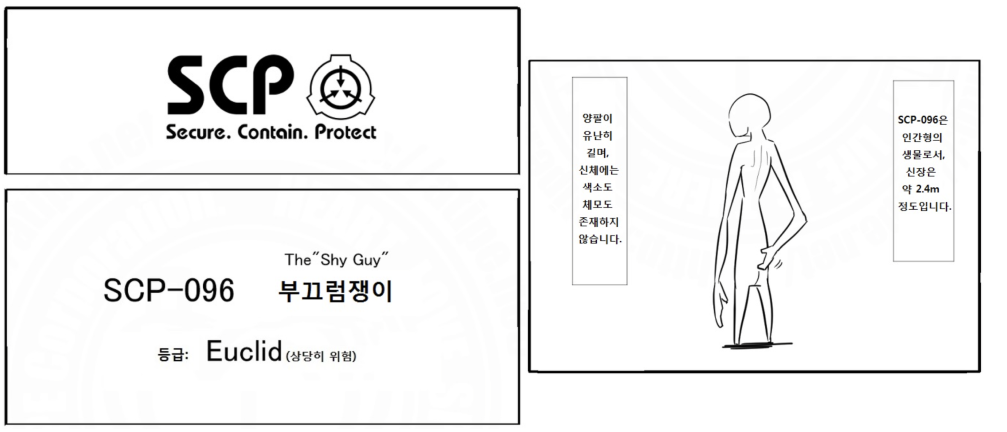 SCP
Secure. Contain. Protect
The"Shy Guy"
SCP-096 부끄럼쟁이
등급: Euclid (상당히 위험)
SCP-096은
인간형의
생물로서,
신장은
약 2.4m
정도입니다.
양팔이
유난히
길며,
신체에는
색소도
체모도
존재하지
않습니다.